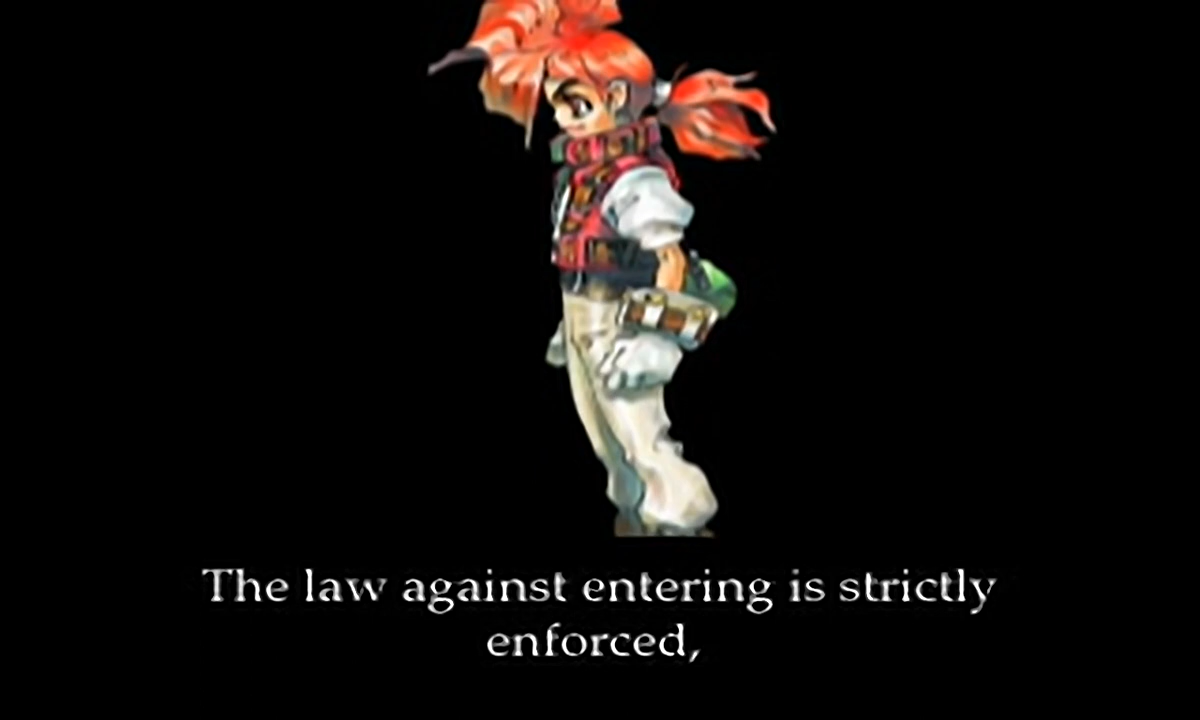 The law against entering is strictly
enforced,